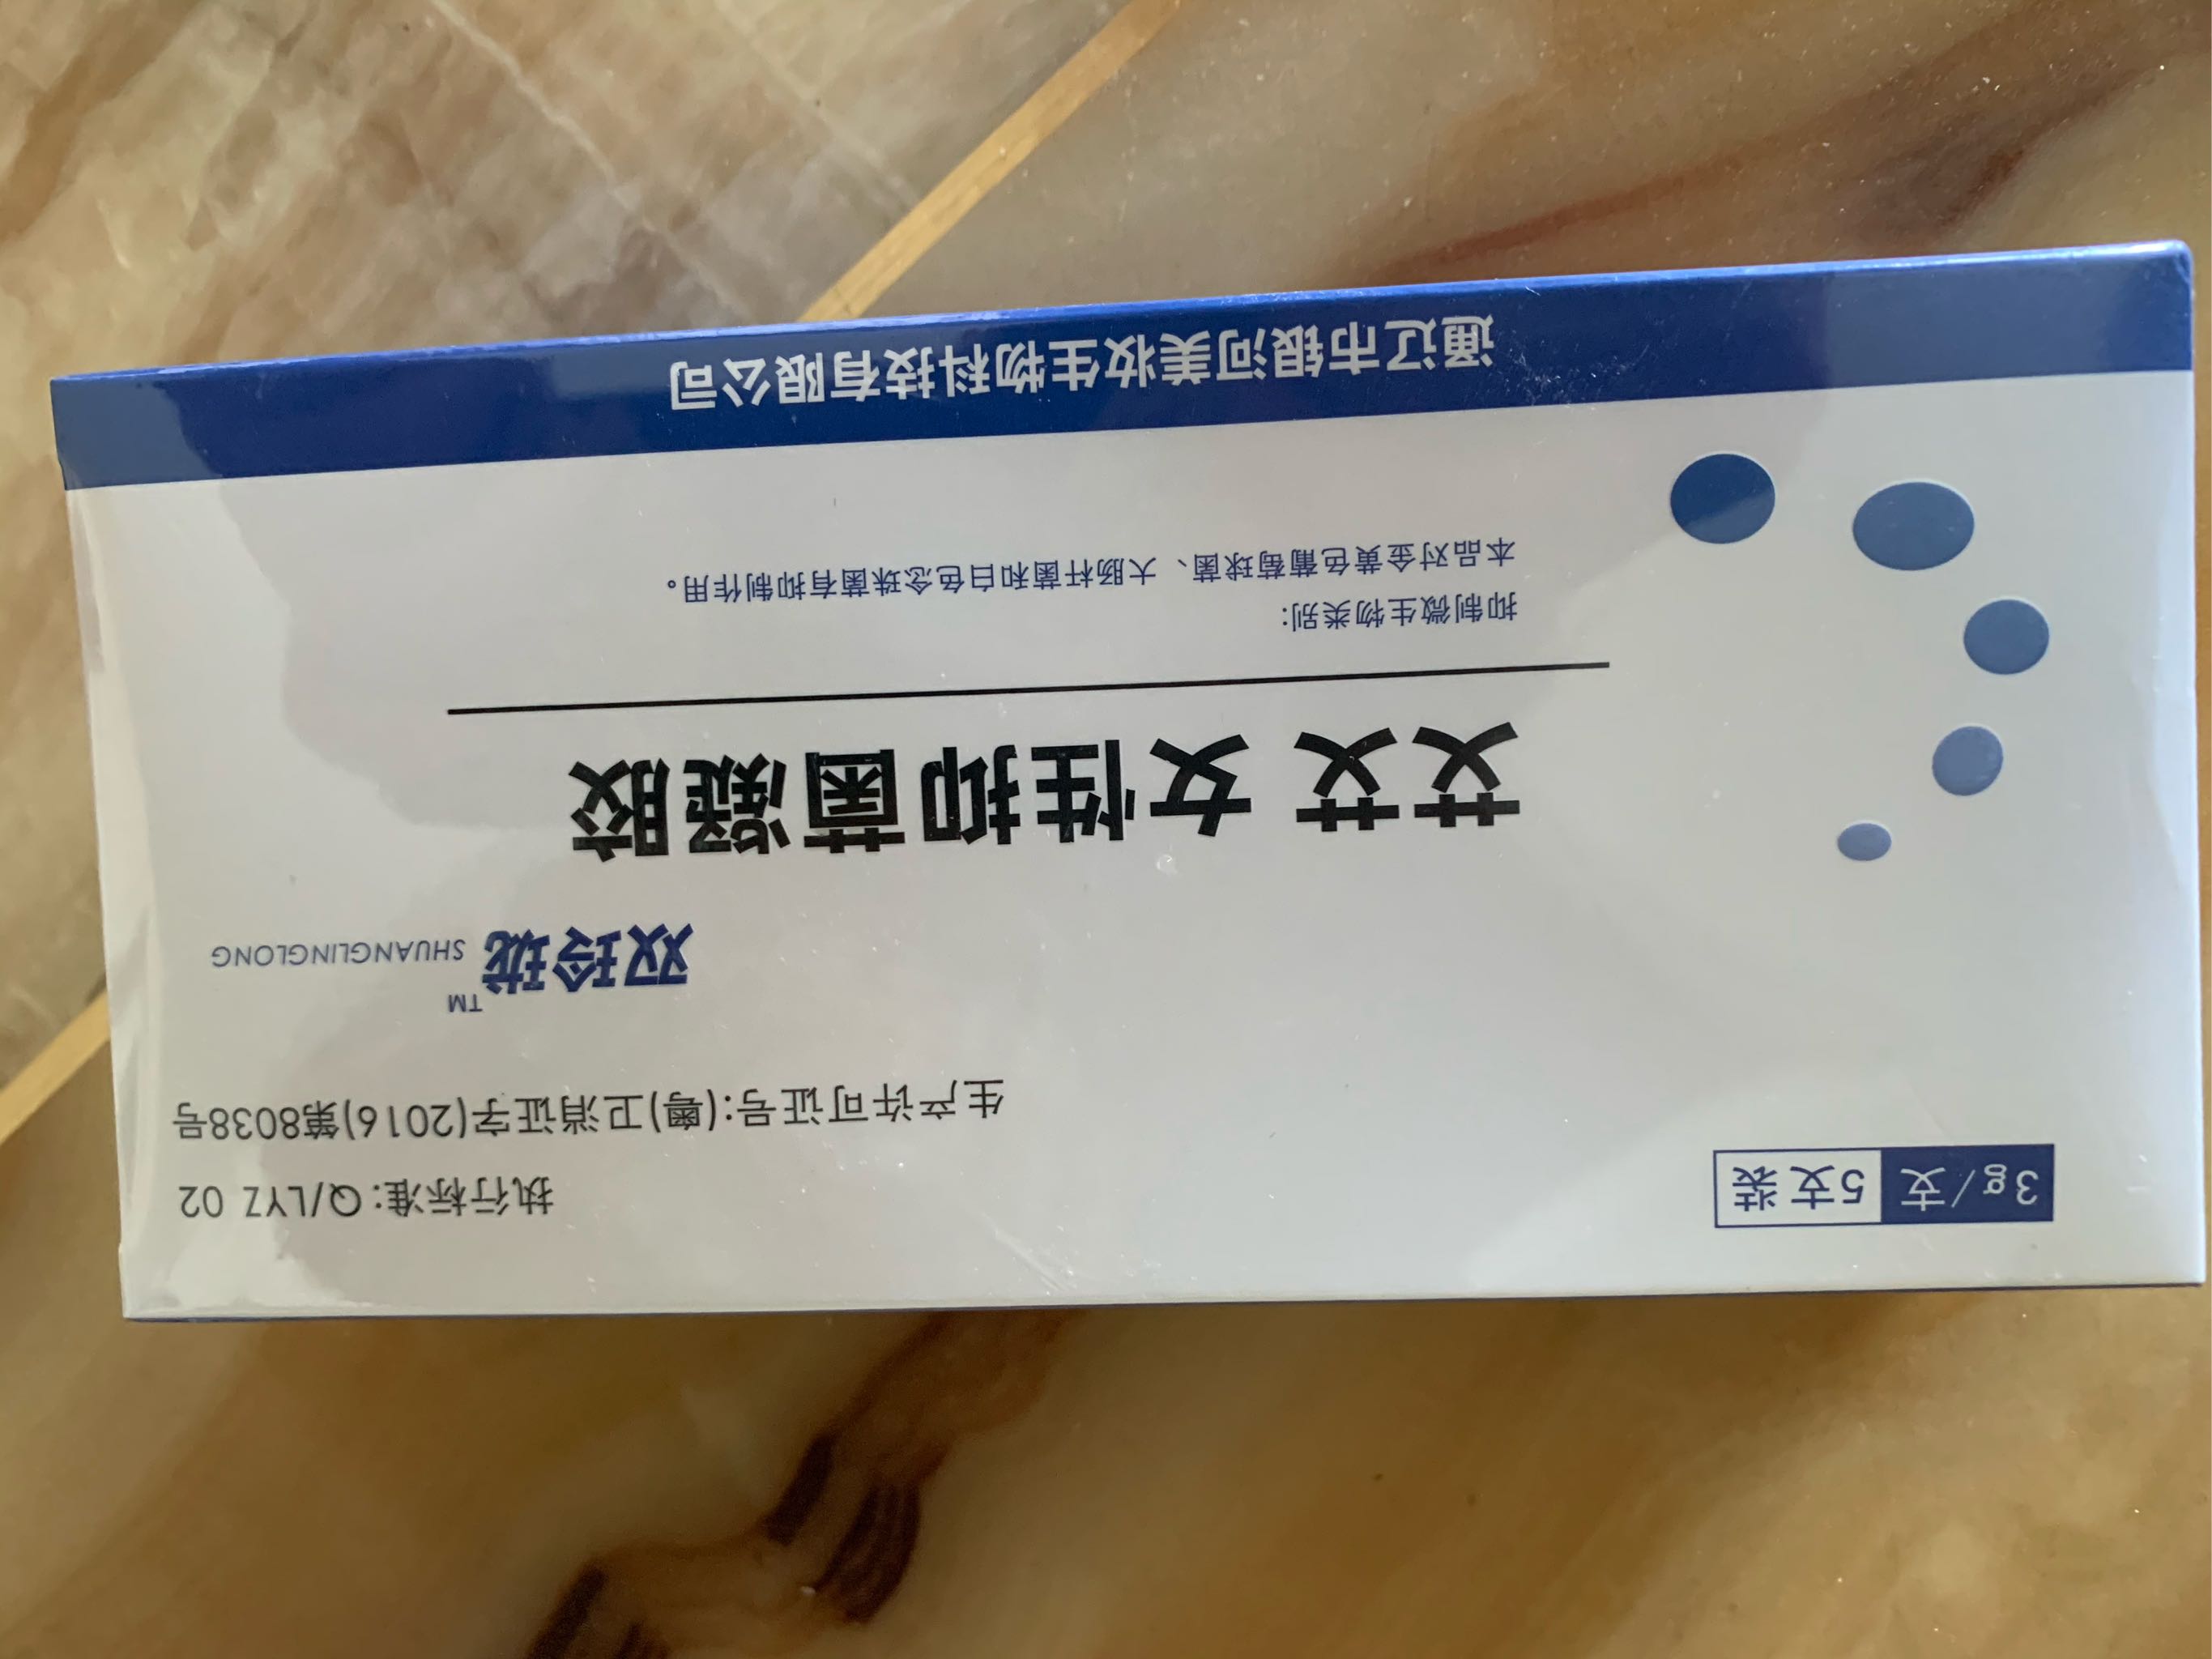 3g/支 5支装
执行标准:Q/LYZ 02
生产许可证号:(粤)卫消证字(2016)第8038号
双玲珑TM SHUANGLINGLONG
艾艾 女性抑菌凝胶
抑制微生物类别:
本品对金黄色葡萄球菌、大肠杆菌和白色念珠菌有抑制作用。
通辽市银河美妆生物科技有限公司